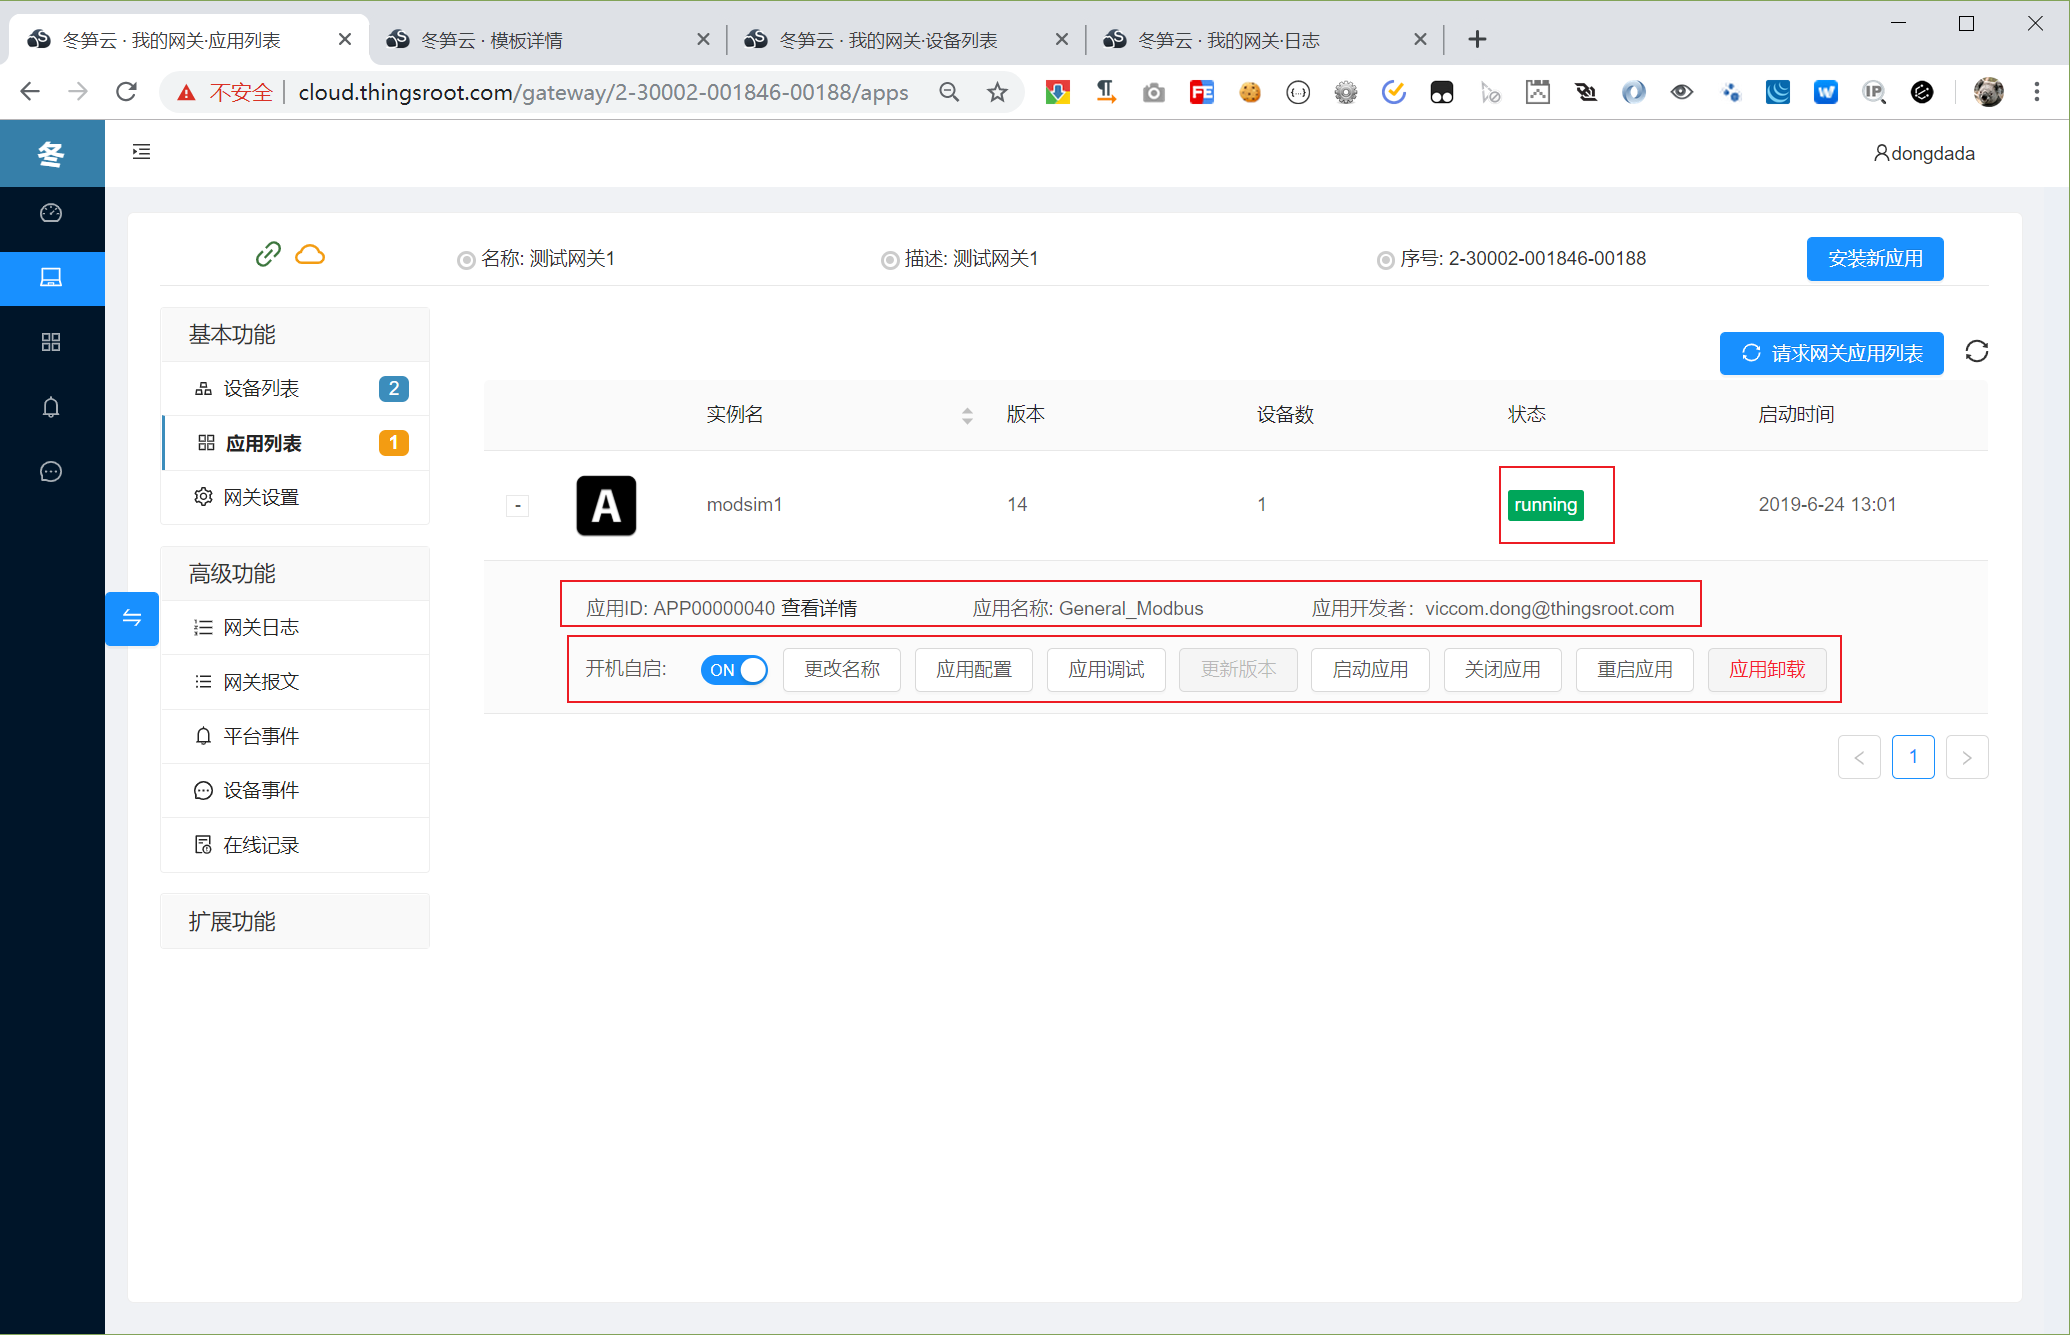 冬笋云 · 我的网关·应用列表
冬笋云 · 模板详情
冬笋云 · 我的网关·设备列表
冬笋云 · 我的网关·日志
不安全
cloud.thingsroot.com/gateway/2-30002-001846-00188/apps
冬
dongdada
名称: 测试网关1
描述: 测试网关1
序号: 2-30002-001846-00188
安装新应用
基本功能
设备列表 2
应用列表 1
网关设置
高级功能
网关日志
网关报文
平台事件
设备事件
在线记录
扩展功能
请求网关应用列表
实例名 版本 设备数 状态 启动时间
- A modsim1 14 1 running 2019-6-24 13:01
应用ID: APP00000040 查看详情 应用名称: General_Modbus 应用开发者： viccom.dong@thingsroot.com
开机自启: ON 更改名称 应用配置 应用调试 更新版本 启动应用 关闭应用 重启应用 应用卸载
< 1 >